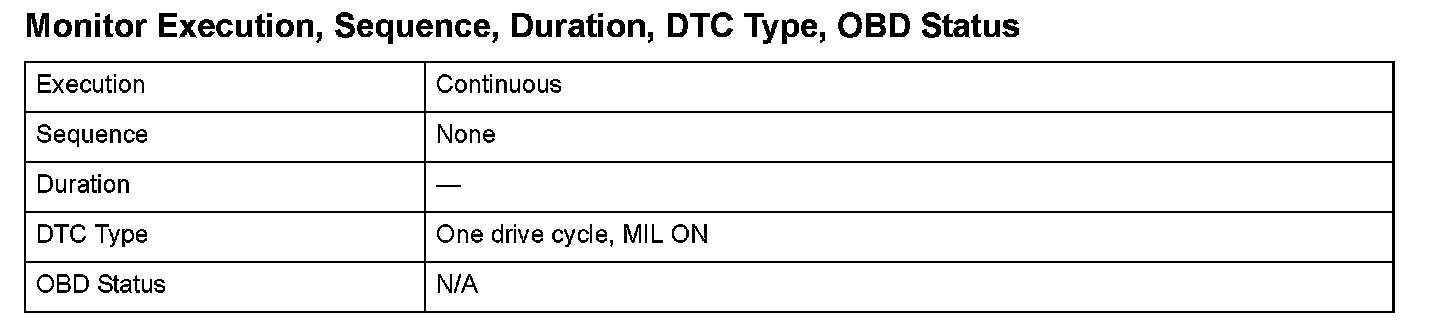 Monitor Execution, Sequence, Duration, DTC Type, OBD Status
Execution Continuous
Sequence None
Duration —
DTC Type One drive cycle, MIL ON
OBD Status N/A